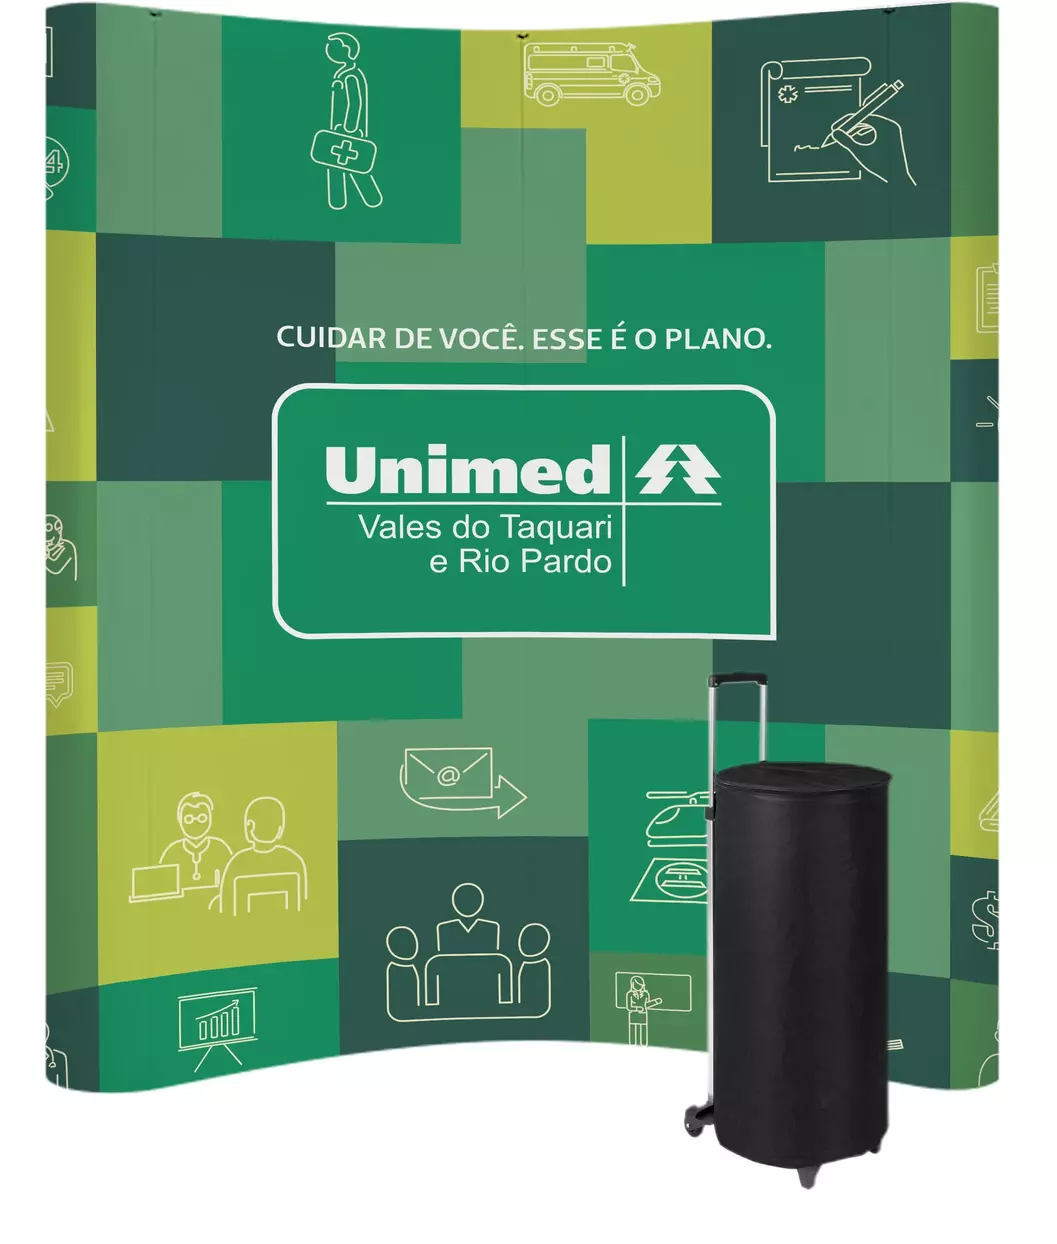 CUIDAR DE VOCÊ. ESSE É O PLANO.
Unimed
Vales do Taquari
e Rio Pardo
@
$